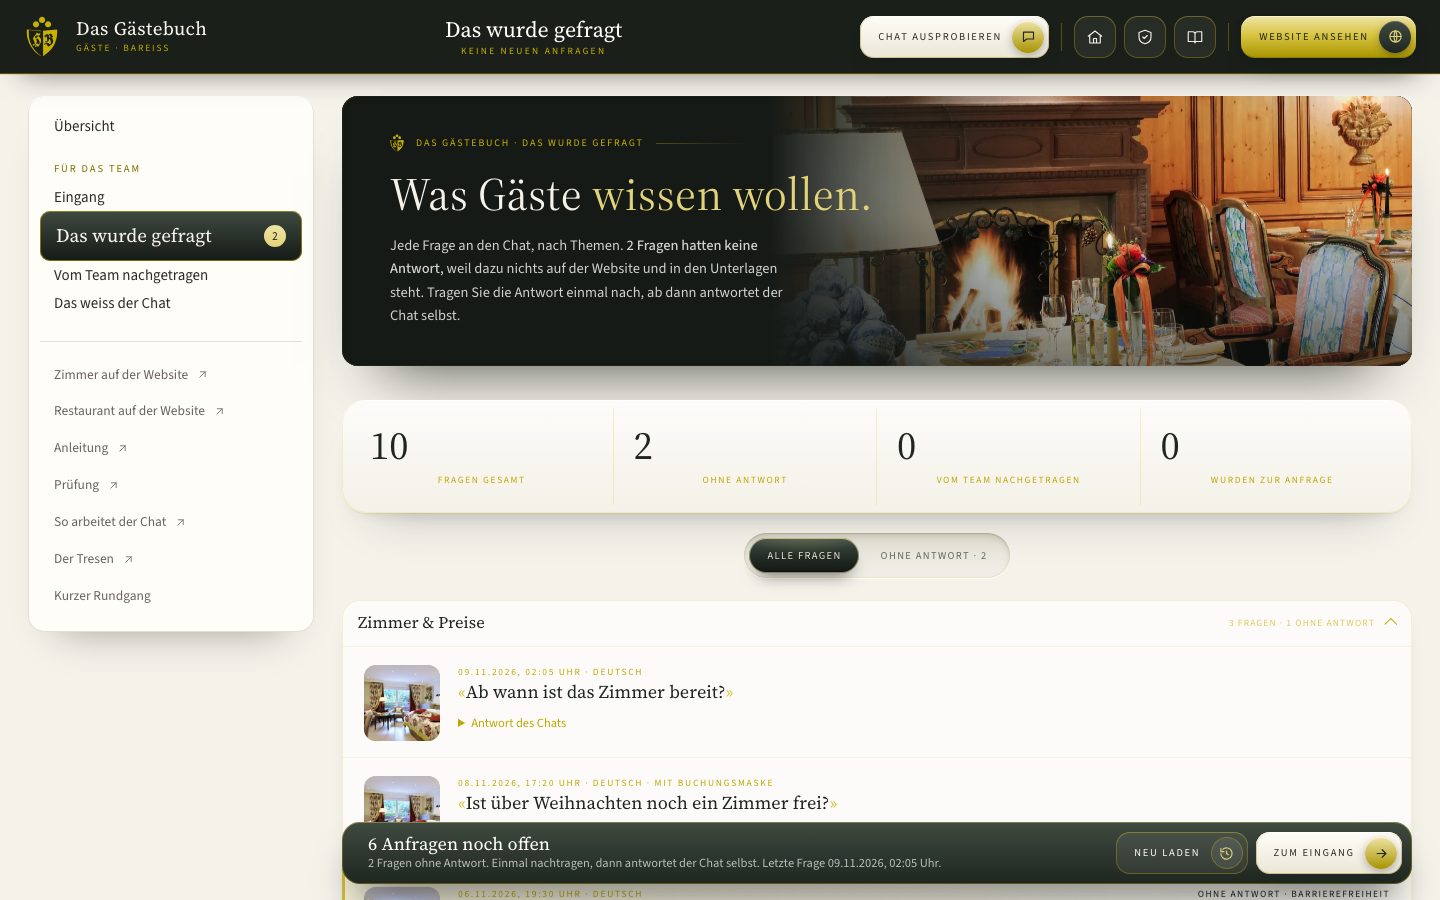 Das Gästebuch
GÄSTE · BAREISS
Das wurde gefragt
KEINE NEUEN ANFRAGEN
CHAT AUSPROBIEREN
WEBSITE ANSEHEN
Übersicht
FÜR DAS TEAM
Eingang
Das wurde gefragt
2
Vom Team nachgetragen
Das weiss der Chat
Zimmer auf der Website
Restaurant auf der Website
Anleitung
Prüfung
So arbeitet der Chat
Der Tresen
Kurzer Rundgang
DAS GÄSTEBUCH · DAS WURDE GEFRAGT
Was Gäste wissen wollen.
Jede Frage an den Chat, nach Themen. 2 Fragen hatten keine
Antwort, weil dazu nichts auf der Website und in den Unterlagen
steht. Tragen Sie die Antwort einmal nach, ab dann antwortet der
Chat selbst.
10
FRAGEN GESAMT
2
OHNE ANTWORT
0
VOM TEAM NACHGETRAGEN
0
WURDEN ZUR ANFRAGE
ALLE FRAGEN
OHNE ANTWORT · 2
Zimmer & Preise
3 FRAGEN · 1 OHNE ANTWORT
09.11.2026, 02:05 UHR · DEUTSCH
«Ab wann ist das Zimmer bereit?»
Antwort des Chats
08.11.2026, 17:20 UHR · DEUTSCH · MIT BUCHUNGSMASKE
«Ist über Weihnachten noch ein Zimmer frei?»
6 Anfragen noch offen
2 Fragen ohne Antwort. Einmal nachtragen, dann antwortet der Chat selbst. Letzte Frage 09.11.2026, 02:05 Uhr.
NEU LADEN
ZUM EINGANG
06.11.2026, 19:30 UHR · DEUTSCH
OHNE ANTWORT · BARRIEREFREIHEIT